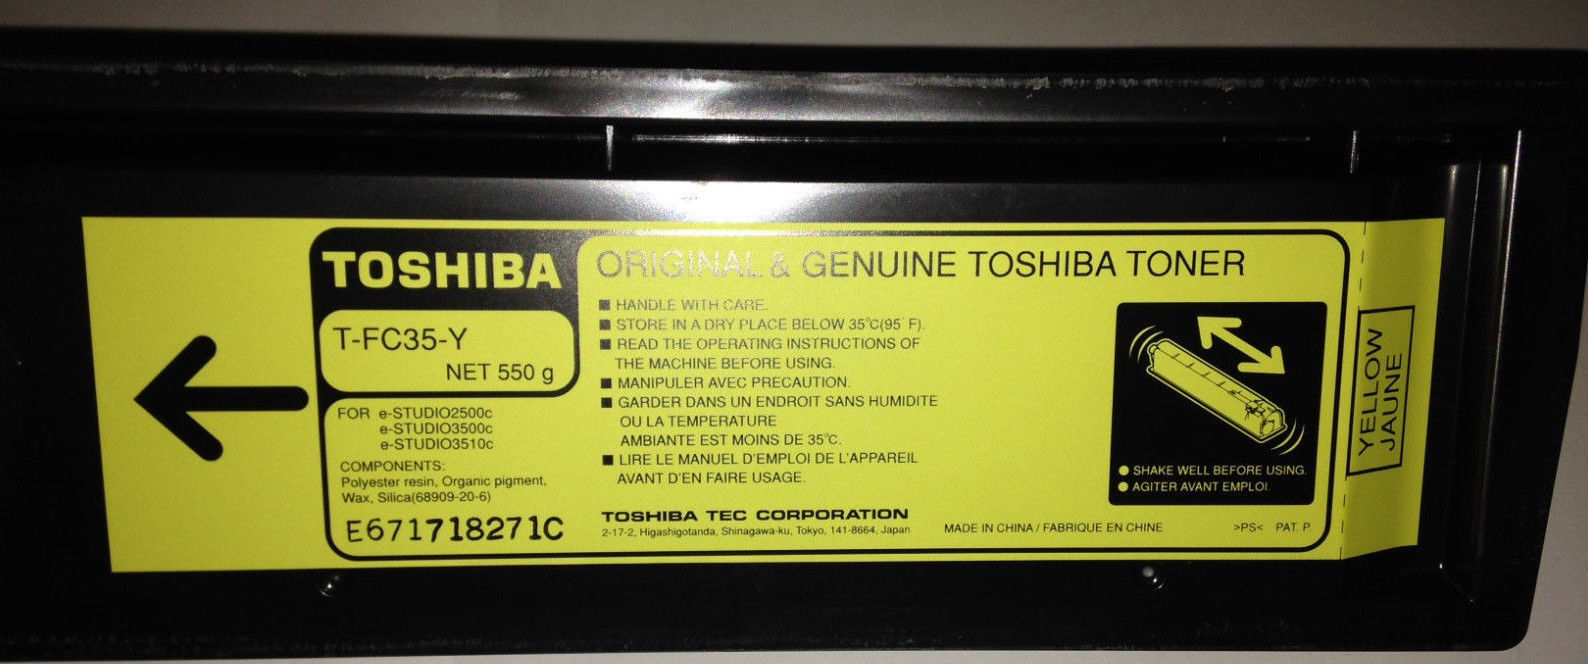 TOSHIBA
T-FC35-Y
NET 550 g
FOR e-STUDIO2500c
e-STUDIO3500c
e-STUDIO3510c
COMPONENTS:
Polyester resin, Organic pigment,
Wax, Silica(68909-20-6)
E671718271C
ORIGINAL & GENUINE TOSHIBA TONER
■ HANDLE WITH CARE.
■ STORE IN A DRY PLACE BELOW 35°C(95° F).
■ READ THE OPERATING INSTRUCTIONS OF
THE MACHINE BEFORE USING.
■ MANIPULER AVEC PRECAUTION.
■ GARDER DANS UN ENDROIT SANS HUMIDITE
OU LA TEMPERATURE
AMBIANTE EST MOINS DE 35°C.
■ LIRE LE MANUEL D'EMPLOI DE L'APPAREIL
AVANT D'EN FAIRE USAGE.
TOSHIBA TEC CORPORATION
2-17-2, Higashigotanda, Shinagawa-ku, Tokyo, 141-8664, Japan
MADE IN CHINA / FABRIQUE EN CHINE
>PS< PAT. P.
● SHAKE WELL BEFORE USING.
● AGITER AVANT EMPLOI.
YELLOW
JAUNE